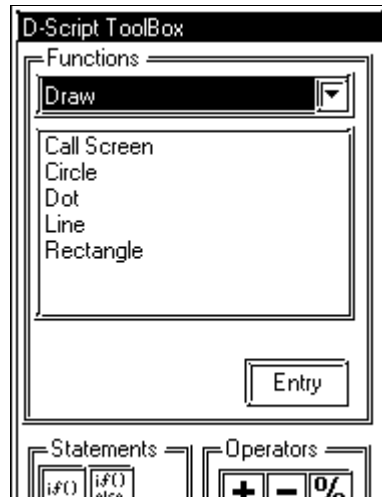 D-Script ToolBox
Functions
Draw
Call Screen
Circle
Dot
Line
Rectangle
Entry
Statements Operators
if() if() + - %
else